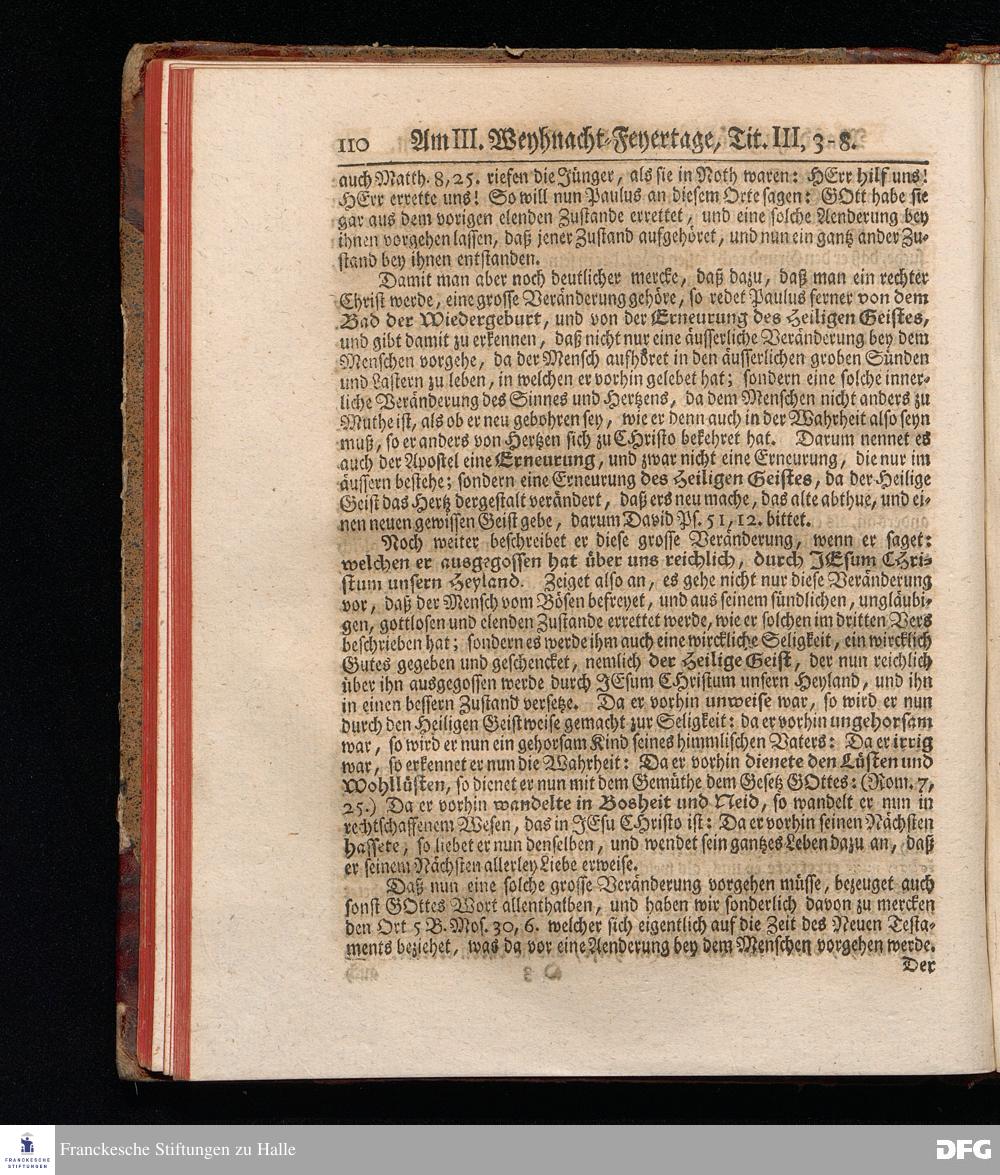 110 Am III. Weyhnacht-Feyertage, Tit. III, 3-8.
auch Matth. 8, 25. riefen die Jünger, als sie in Noth waren: HErr hilf uns!
HErr errette uns! So will nun Paulus an diesem Orte sagen: GOtt habe sie
gar aus dem vorigen elenden Zustande errettet, und eine solche Aenderung bey
ihnen vorgehen lassen, daß jener Zustand aufgehöret, und nun ein gantz ander Zu-
stand bey ihnen entstanden.
Damit man aber noch deutlicher mercke, daß dazu, daß man ein rechter
Christ werde, eine grosse Veränderung gehöre, so redet Paulus ferner von dem
Bad der Wiedergeburt, und von der Erneurung des Heiligen Geistes,
und gibt damit zu erkennen, daß nicht nur eine äusserliche Veränderung bey dem
Menschen vorgehe, da der Mensch aufhöret in den äusserlichen groben Sünden
und Lastern zu leben, in welchen er vorhin gelebet hat; sondern eine solche inner-
liche Veränderung des Sinnes und Hertzens, da dem Menschen nicht anders zu
Muthe ist, als ob er neu gebohren sey, wie er denn auch in der Wahrheit also seyn
muß, so er anders von Hertzen sich zu CHristo bekehret hat. Darum nennet es
auch der Apostel eine Erneurung, und zwar nicht eine Erneurung, die nur im
äussern bestehe; sondern eine Erneurung des Heiligen Geistes, da der Heilige
Geist das Hertz dergestalt verändert, daß ers neu mache, das alte abthue, und ei-
nen neuen gewissen Geist gebe, darum David Ps. 51, 12. bittet.
Noch weiter beschreibet er diese grosse Veränderung, wenn er saget:
welchen er ausgegossen hat über uns reichlich, durch JEsum CHri-
stum unsern Heyland. Zeiget also an, es gehe nicht nur diese Veränderung
vor, daß der Mensch vom Bösen befreyet, und aus seinem sündlichen, ungläubi-
gen, gottlosen und elenden Zustande errettet werde, wie er solchen im dritten Vers
beschrieben hat; sondern es werde ihm auch eine wirckliche Seligkeit, ein wircklich
Gutes gegeben und geschencket, nemlich der Heilige Geist, der nun reichlich
über ihn ausgegossen werde durch JEsum CHristum unsern Heyland, und ihn
in einen bessern Zustand versetze. Da er vorhin unweise war, so wird er nun
durch den Heiligen Geist weise gemacht zur Seligkeit: da er vorhin ungehorsam
war, so wird er nun ein gehorsam Kind seines himmlischen Vaters: Da er irrig
war, so erkennet er nun die Wahrheit: Da er vorhin dienete den Lüsten und
Wohllüsten, so dienet er nun mit dem Gemüthe dem Gesetz GOttes: (Rom. 7,
25.) Da er vorhin wandelte in Bosheit und Neid, so wandelt er nun in
rechtschaffenem Wesen, das in JEsu CHristo ist: Da er vorhin seinen Nächsten
hassete, so liebet er nun denselben, und wendet sein gantzes Leben dazu an, daß
er seinem Nächsten allerley Liebe erweise.
Daß nun eine solche grosse Veränderung vorgehen müsse, bezeuget auch
sonst GOttes Wort allenthalben, und haben wir sonderlich davon zu mercken
den Ort 5 B. Mos. 30, 6. welcher sich eigentlich auf die Zeit des Neuen Testa-
ments beziehet, was da vor eine Aenderung bey dem Menschen vorgehen werde.
Der
FRANCKESCHE
STIFTUNGEN
Franckesche Stiftungen zu Halle
DFG